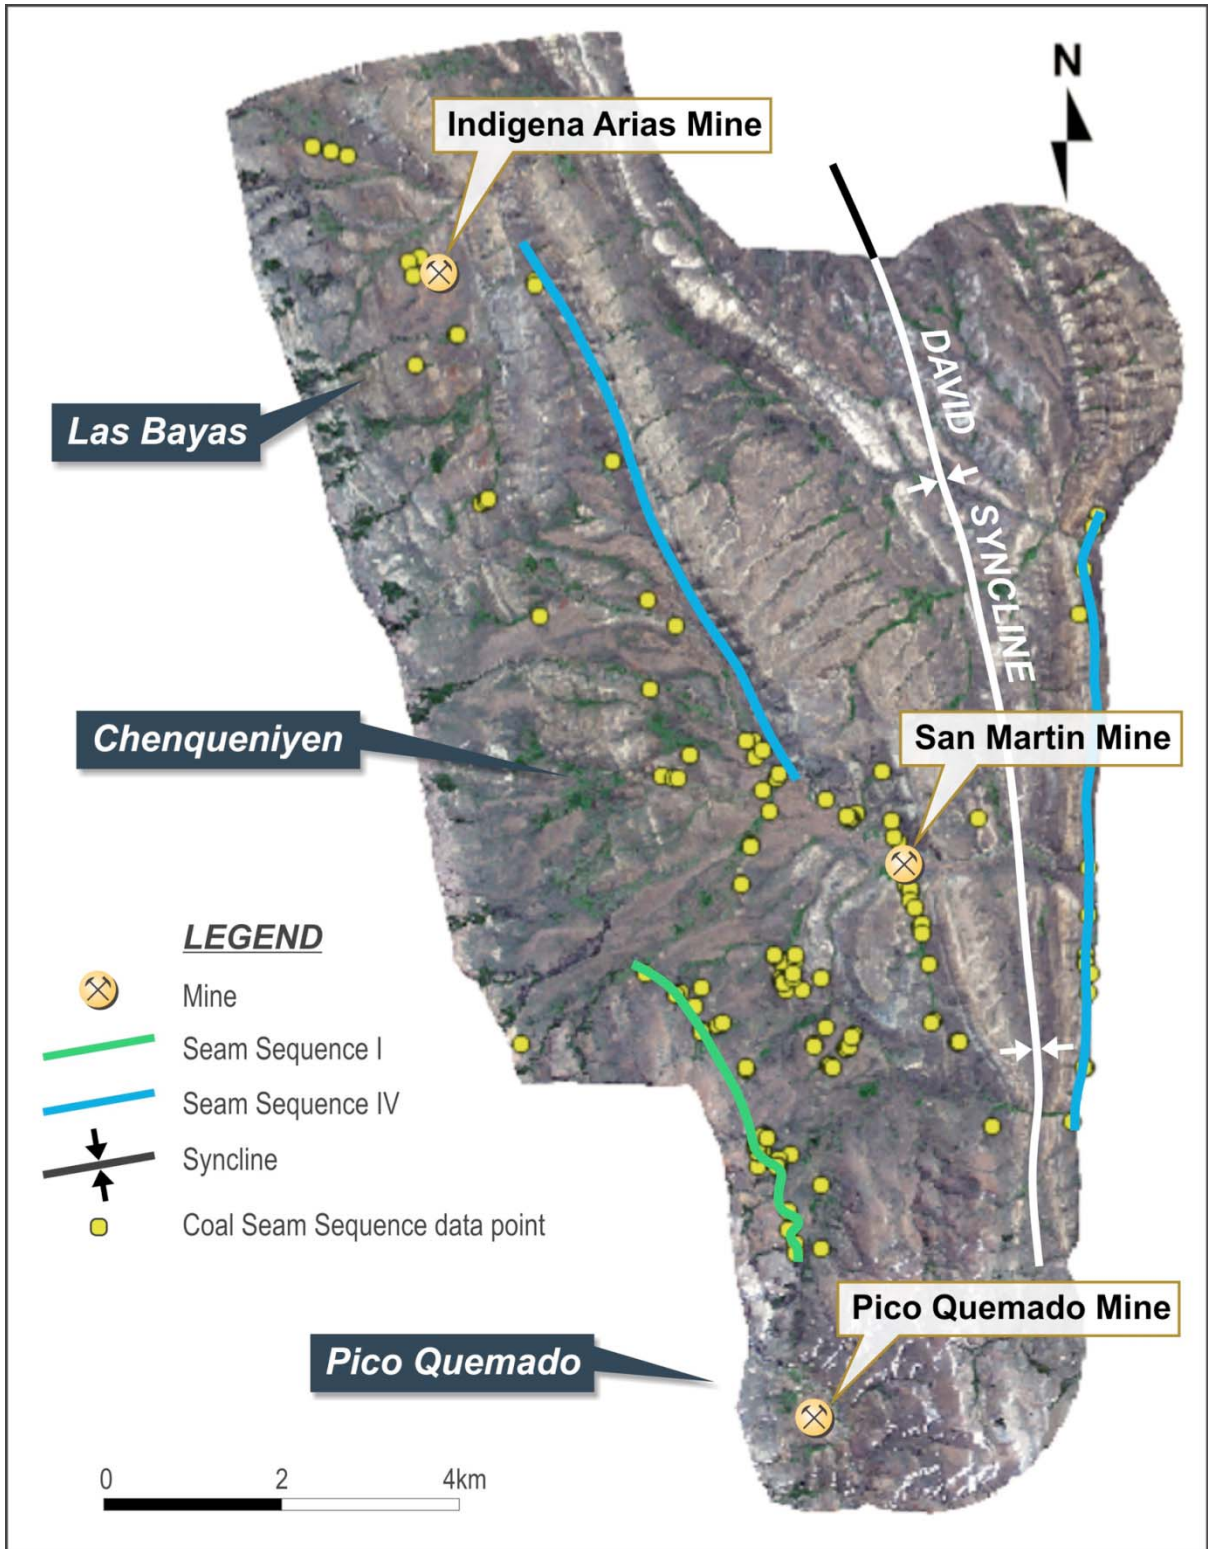 N
Indigena Arias Mine
Las Bayas
DAVID
SYNCLINE
Chenqueniyen
San Martin Mine
LEGEND
Mine
Seam Sequence I
Seam Sequence IV
Syncline
Coal Seam Sequence data point
Pico Quemado Mine
Pico Quemado
0 2 4km